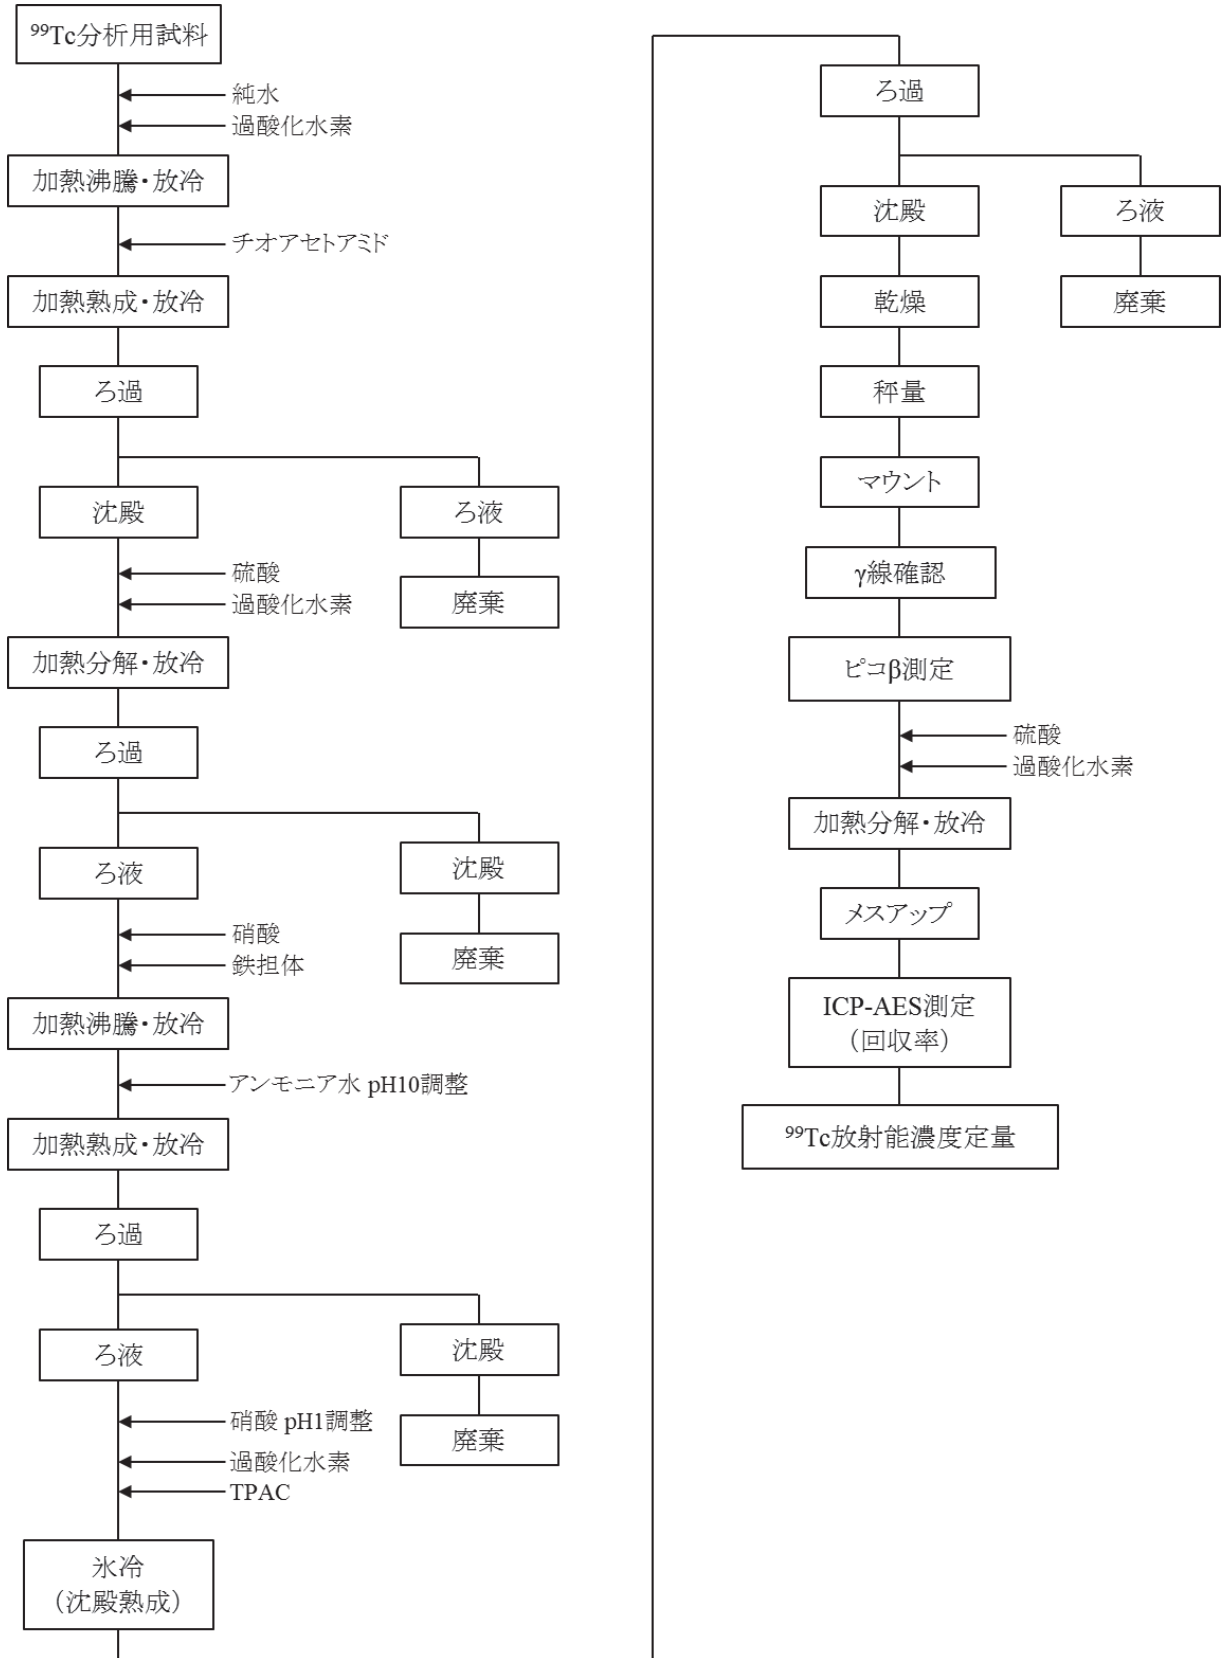 ⁹⁹Tc分析用試料
純水
過酸化水素
加熱沸騰・放冷
チオアセトアミド
加熱熟成・放冷
ろ過
沈殿
ろ液
硫酸
過酸化水素
廃棄
加熱分解・放冷
ろ過
ろ液
沈殿
硝酸
鉄担体
廃棄
加熱沸騰・放冷
アンモニア水 pH10調整
加熱熟成・放冷
ろ過
ろ液
沈殿
硝酸 pH1調整
過酸化水素
TPAC
廃棄
氷冷
（沈殿熟成）
ろ過
沈殿
ろ液
乾燥
廃棄
秤量
マウント
γ線確認
ピコβ測定
硫酸
過酸化水素
加熱分解・放冷
メスアップ
ICP-AES測定
（回収率）
⁹⁹Tc放射能濃度定量